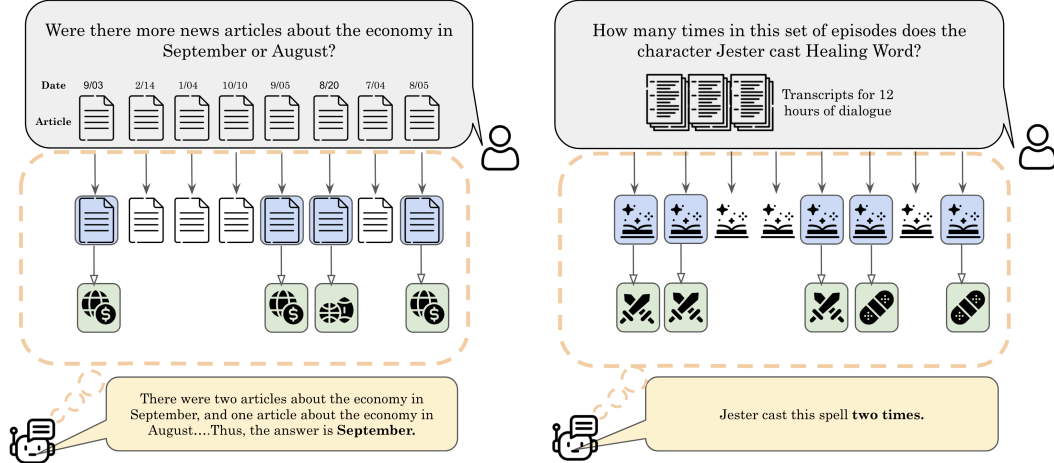 Were there more news articles about the economy in
September or August?
Date 9/03 2/14 1/04 10/10 9/05 8/20 7/04 8/05
Article
There were two articles about the economy in
September, and one article about the economy in
August....Thus, the answer is September.
How many times in this set of episodes does the
character Jester cast Healing Word?
Transcripts for 12
hours of dialogue
Jester cast this spell two times.